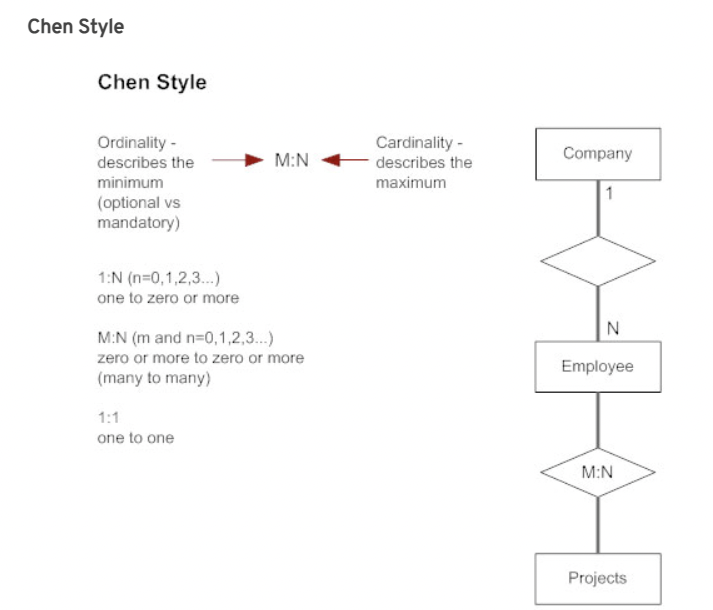 Chen Style
Chen Style
Ordinality -
describes the
minimum
(optional vs
mandatory)
M:N
Cardinality -
describes the
maximum
1:N (n=0,1,2,3...)
one to zero or more
M:N (m and n=0,1,2,3...)
zero or more to zero or more
(many to many)
1:1
one to one
Company
1
N
Employee
M:N
Projects